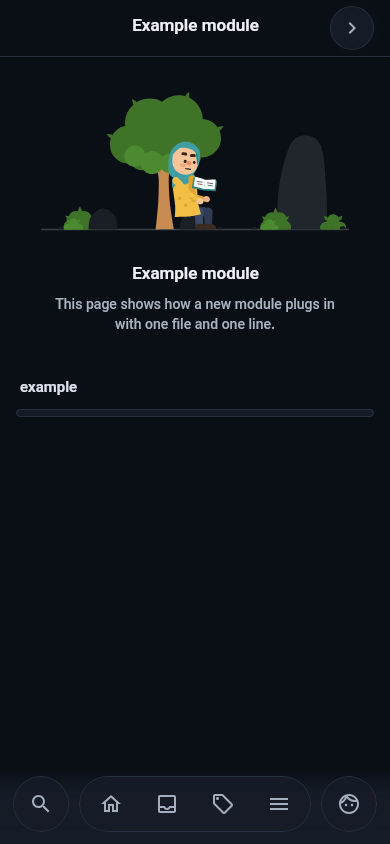 Example module
Example module
This page shows how a new module plugs in
with one file and one line.
example